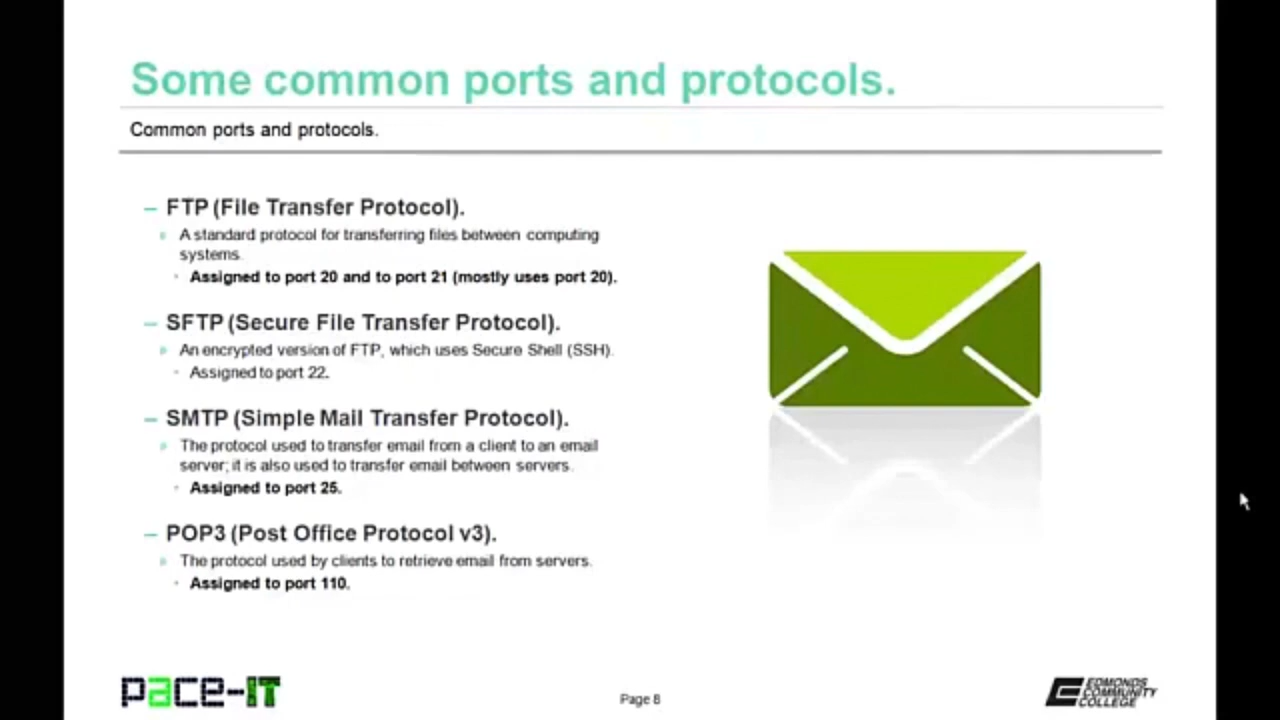 Some common ports and protocols.
Common ports and protocols.
– FTP (File Transfer Protocol).
» A standard protocol for transferring files between computing
systems.
• Assigned to port 20 and to port 21 (mostly uses port 20).
– SFTP (Secure File Transfer Protocol).
» An encrypted version of FTP, which uses Secure Shell (SSH).
• Assigned to port 22.
– SMTP (Simple Mail Transfer Protocol).
» The protocol used to transfer email from a client to an email
server; it is also used to transfer email between servers.
• Assigned to port 25.
– POP3 (Post Office Protocol v3).
» The protocol used by clients to retrieve email from servers.
• Assigned to port 110.
pace-IT
Page 8
EDMONDS
COMMUNITY
COLLEGE